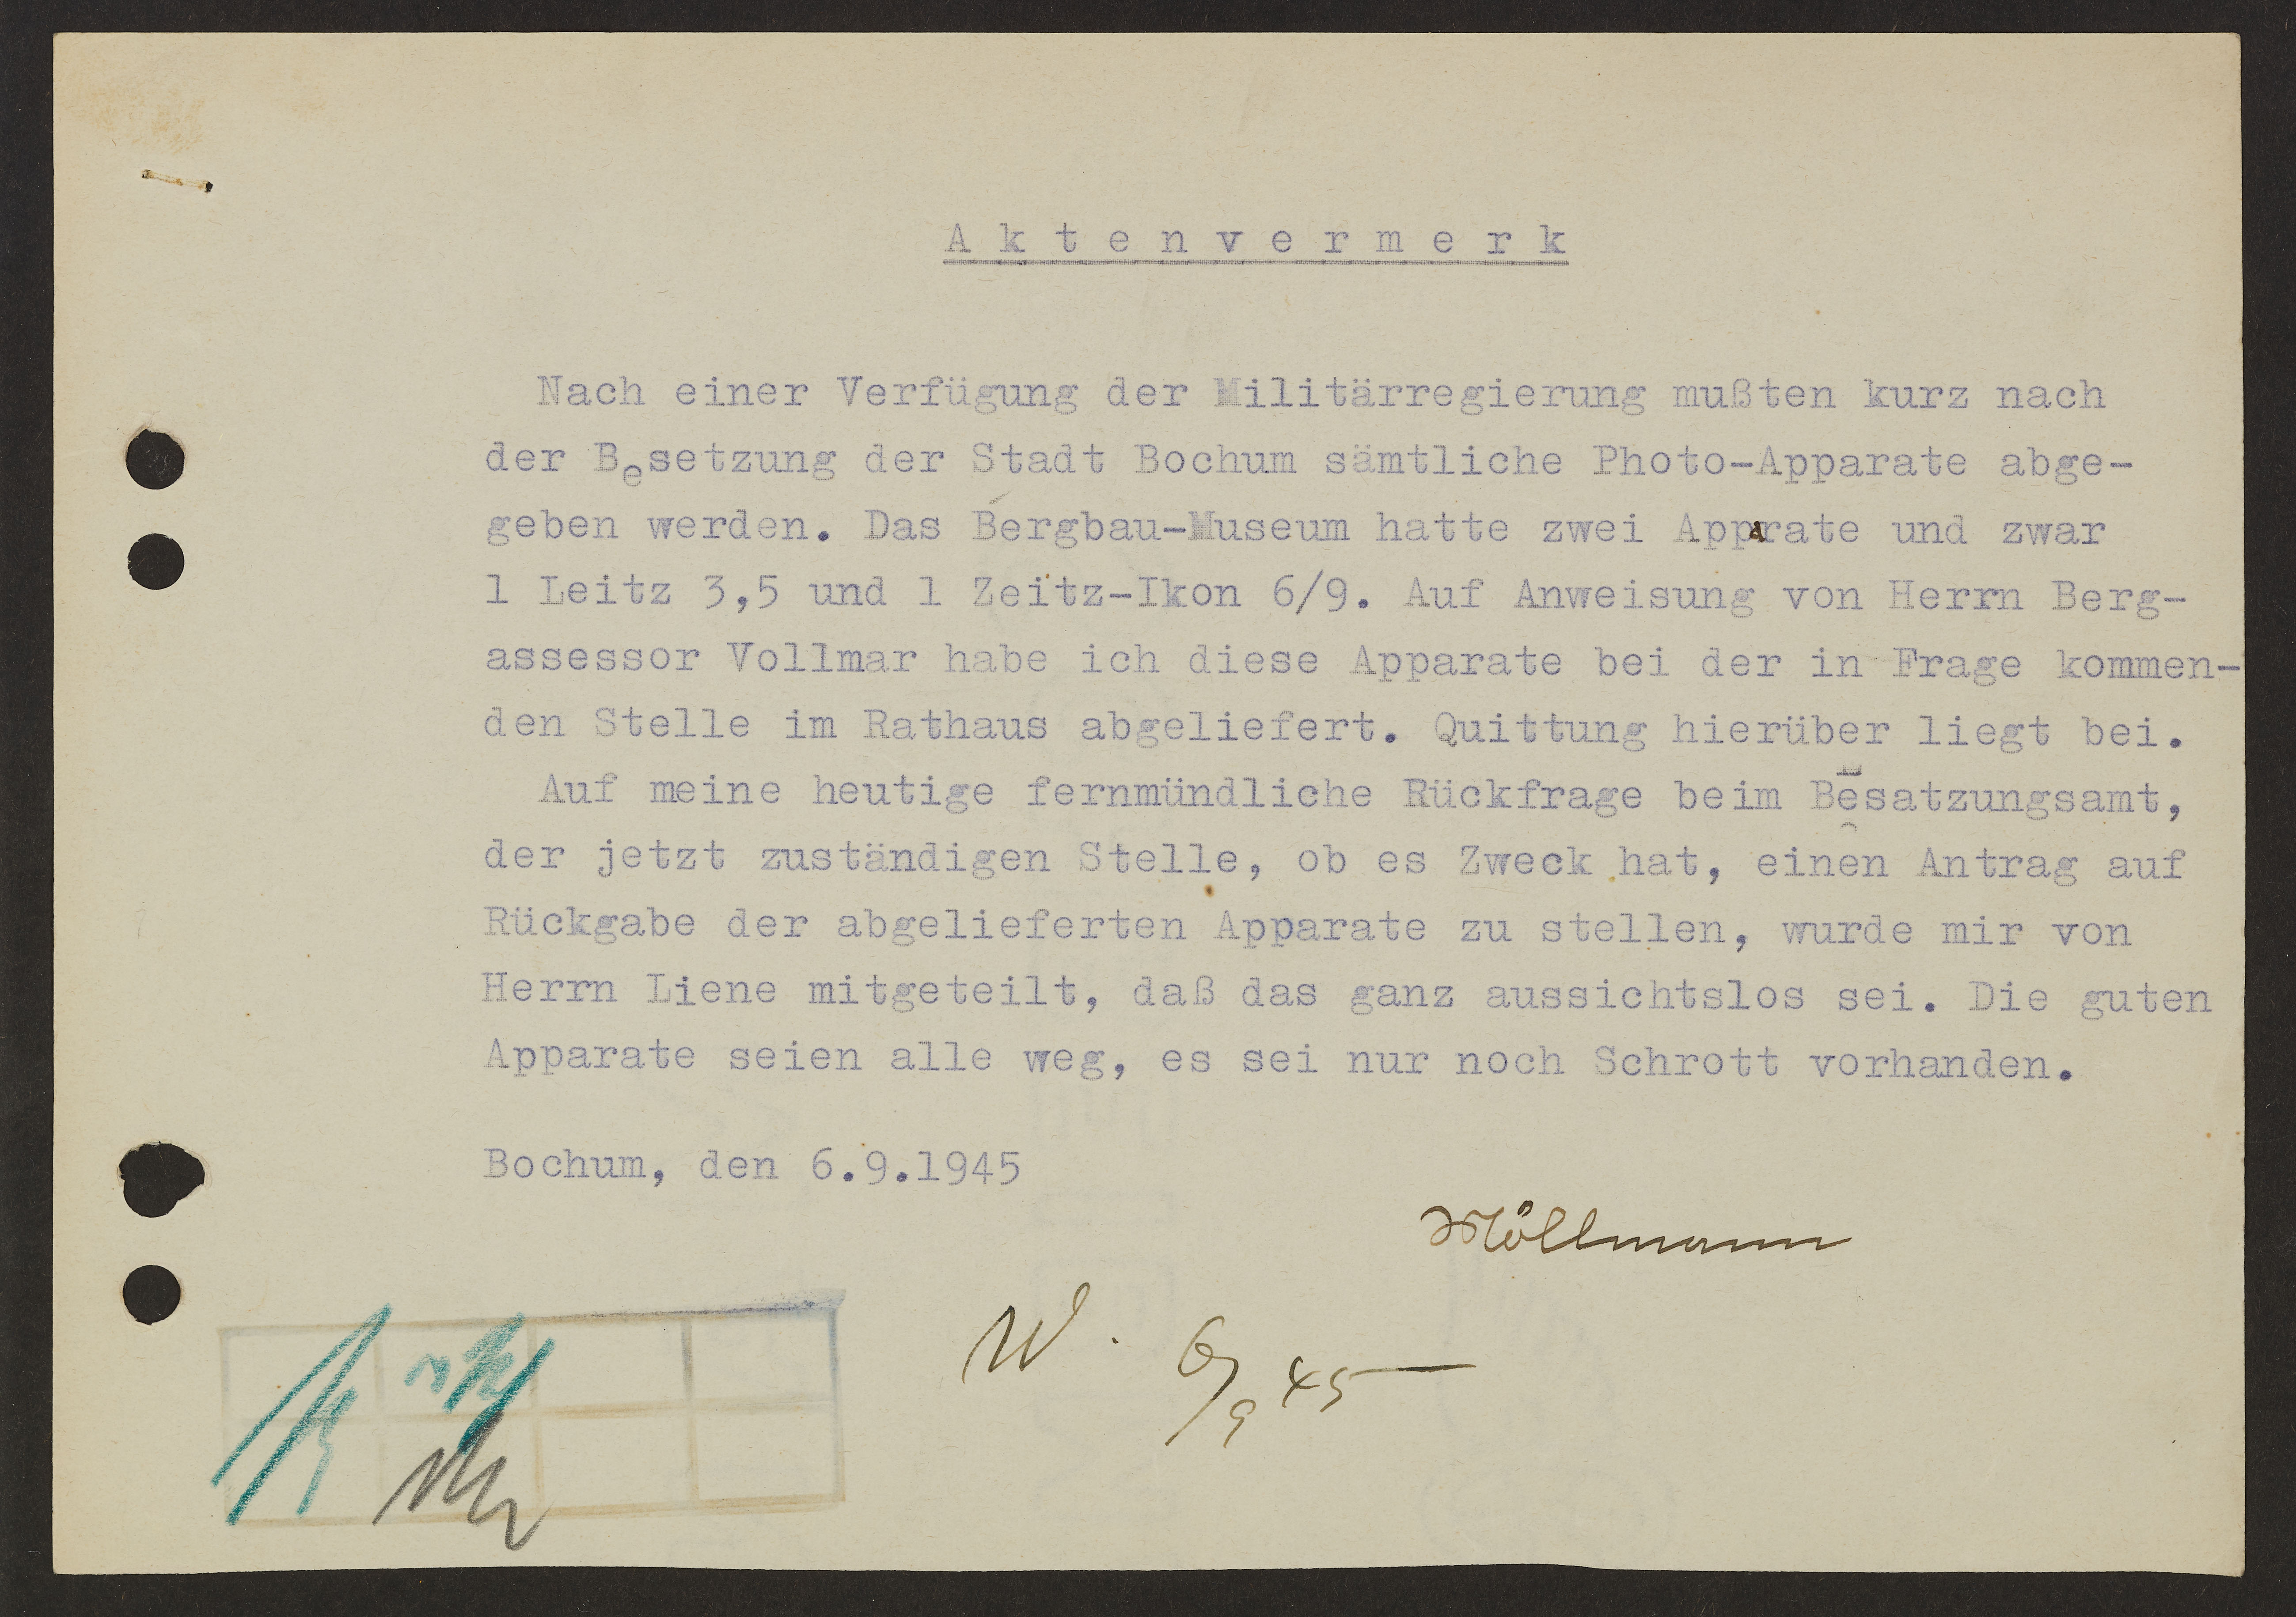 Aktenvermerk
Nach einer Verfügung der Militärregierung mußten kurz nach
der Besetzung der Stadt Bochum sämtliche Photo-Apparate abge-
geben werden. Das Bergbau-Museum hatte zwei Apparate und zwar
1 Leitz 3,5 und 1 Zeitz-Ikon 6/9. Auf Anweisung von Herrn Berg-
assessor Vollmar habe ich diese Apparate bei der in Frage kommen-
den Stelle im Rathaus abgeliefert. Quittung hierüber liegt bei.
Auf meine heutige fernmündliche Rückfrage beim Besatzungsamt,
der jetzt zuständigen Stelle, ob es Zweck hat, einen Antrag auf
Rückgabe der abgelieferten Apparate zu stellen, wurde mir von
Herrn Liene mitgeteilt, daß das ganz aussichtslos sei. Die guten
Apparate seien alle weg, es sei nur noch Schrott vorhanden.
Bochum, den 6.9.1945
Möllmann
W. 6/9 45